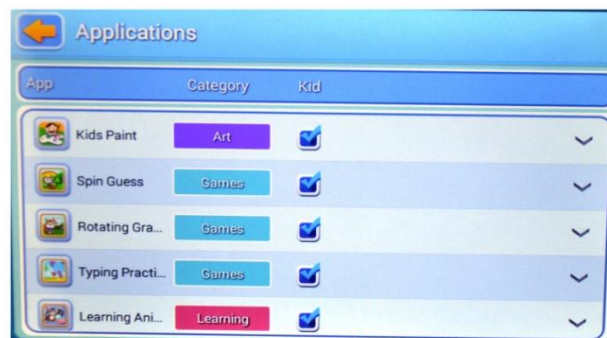 Applications
App Category Kid
Kids Paint Art
Spin Guess Games
Rotating Gra... Games
Typing Practi... Games
Learning Ani... Learning